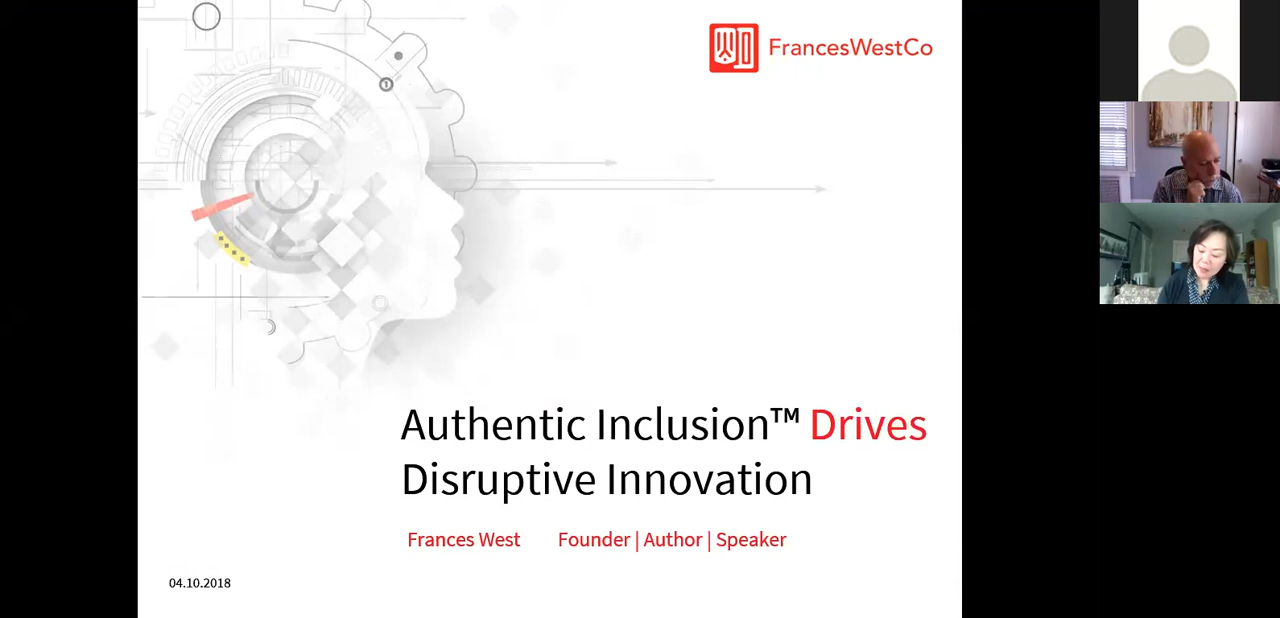 FrancesWestCo
Authentic Inclusion™ Drives
Disruptive Innovation
Frances West Founder | Author | Speaker
04.10.2018